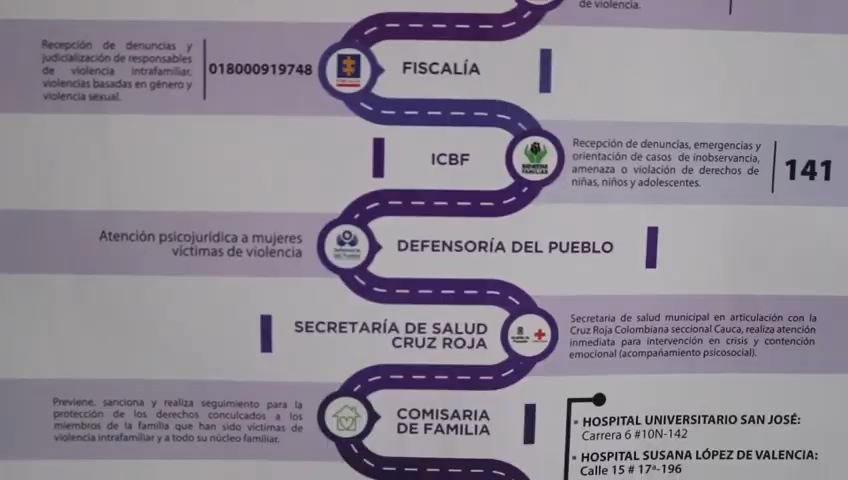 de violencia.
Recepción de denuncias y
judicialización de responsables
de violencia intrafamiliar,
violencias basadas en género y
violencia sexual.
018000919748
FISCALÍA
ICBF
BIENESTAR
FAMILIAR
Recepción de denuncias, emergencias y
orientación de casos de inobservancia,
amenaza o violación de derechos de
niñas, niños y adolescentes.
141
Atención psicojurídica a mujeres
víctimas de violencia
DEFENSORÍA DEL PUEBLO
SECRETARÍA DE SALUD
CRUZ ROJA
Secretaría de salud municipal en articulación con la
Cruz Roja Colombiana seccional Cauca, realiza atención
inmediata para intervención en crisis y contención
emocional (acompañamiento psicosocial).
Previene, sanciona y realiza seguimiento para la
protección de los derechos conculcados a los
miembros de la familia que han sido víctimas de
violencia intrafamiliar y a todo su núcleo familiar.
COMISARIA
DE FAMILIA
• HOSPITAL UNIVERSITARIO SAN JOSÉ:
Carrera 6 #10N-142
• HOSPITAL SUSANA LÓPEZ DE VALENCIA:
Calle 15 # 17ª-196